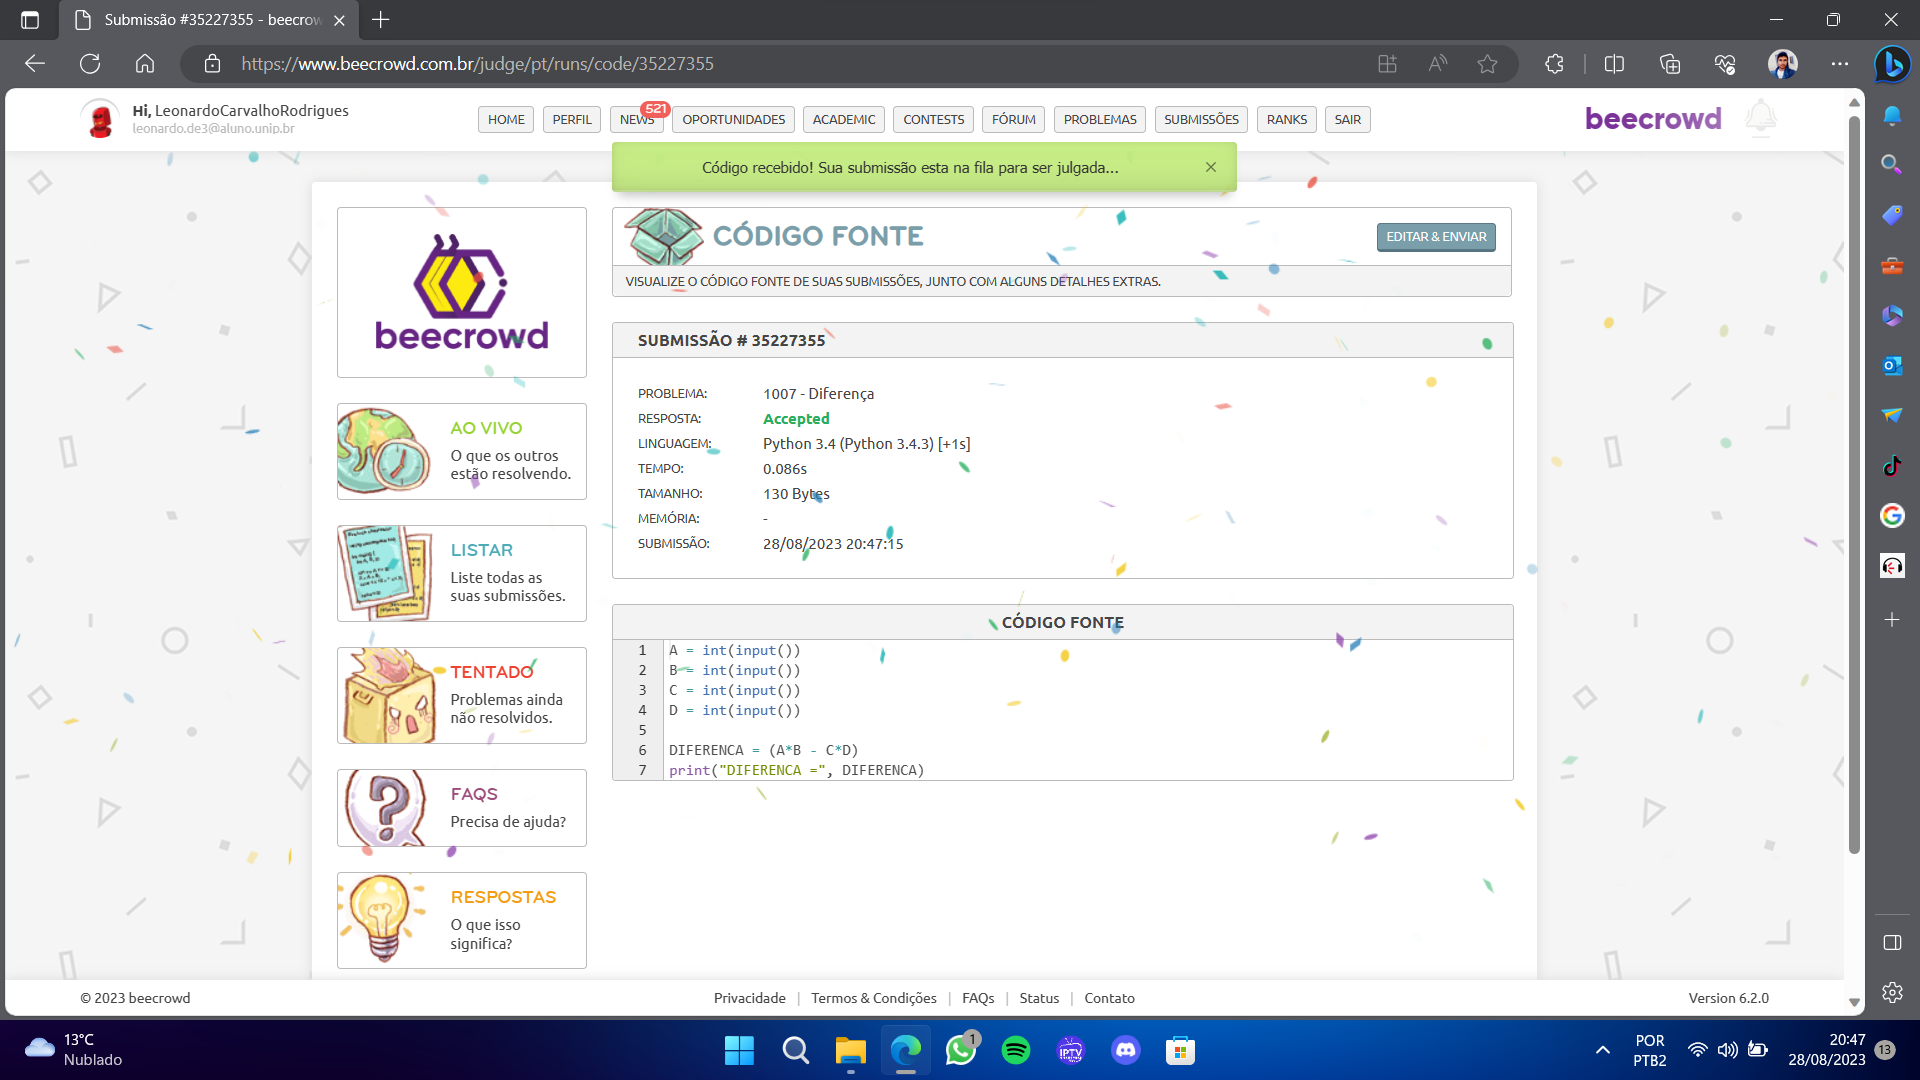 Submissão #35227355 - beecrow
https://www.beecrowd.com.br/judge/pt/runs/code/35227355
Hi, LeonardoCarvalhoRodrigues
leonardo.de3@aluno.unip.br
HOME
PERFIL
NEWS
521
OPORTUNIDADES
ACADEMIC
CONTESTS
FÓRUM
PROBLEMAS
SUBMISSÕES
RANKS
SAIR
beecrowd
Código recebido! Sua submissão esta na fila para ser julgada...
beecrowd
CÓDIGO FONTE
EDITAR & ENVIAR
VISUALIZE O CÓDIGO FONTE DE SUAS SUBMISSÕES, JUNTO COM ALGUNS DETALHES EXTRAS.
SUBMISSÃO # 35227355
PROBLEMA: 1007 - Diferença
RESPOSTA: Accepted
LINGUAGEM: Python 3.4 (Python 3.4.3) [+1s]
TEMPO: 0.086s
TAMANHO: 130 Bytes
MEMÓRIA: -
SUBMISSÃO: 28/08/2023 20:47:15
AO VIVO
O que os outros
estão resolvendo.
LISTAR
Liste todas as
suas submissões.
TENTADO
Problemas ainda
não resolvidos.
FAQS
Precisa de ajuda?
RESPOSTAS
O que isso
significa?
CÓDIGO FONTE
1 A = int(input())
2 B = int(input())
3 C = int(input())
4 D = int(input())
5
6 DIFERENCA = (A*B - C*D)
7 print("DIFERENCA =", DIFERENCA)
© 2023 beecrowd
Privacidade | Termos & Condições | FAQs | Status | Contato
Version 6.2.0
13°C
Nublado
1
IPTV
POR
PTB2
20:47
28/08/2023
13